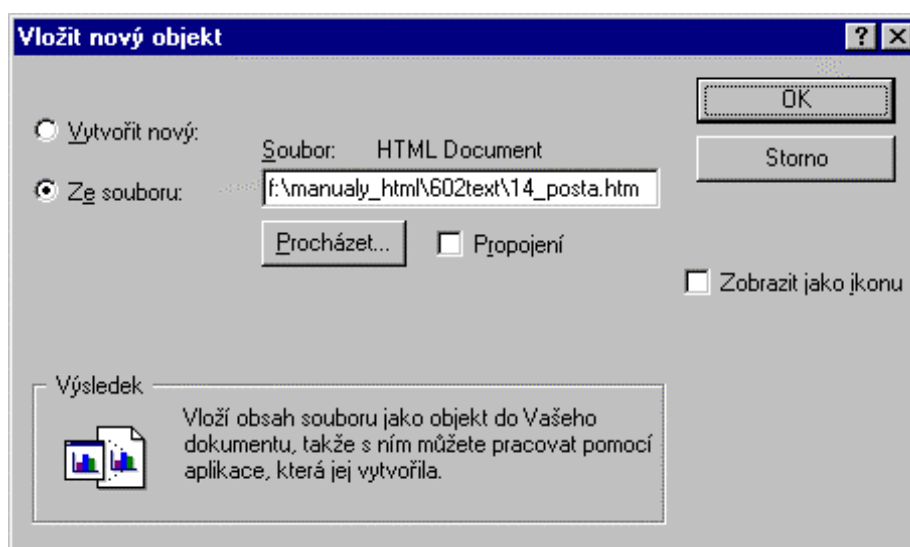 Vložit nový objekt
OK
Vytvořit nový:
Soubor: HTML Document
Storno
Ze souboru:
f:\manualy_html\602text\14_posta.htm
Procházet...
Propojení
Zobrazit jako ikonu
Výsledek
Vloží obsah souboru jako objekt do Vašeho
dokumentu, takže s ním můžete pracovat pomocí
aplikace, která jej vytvořila.